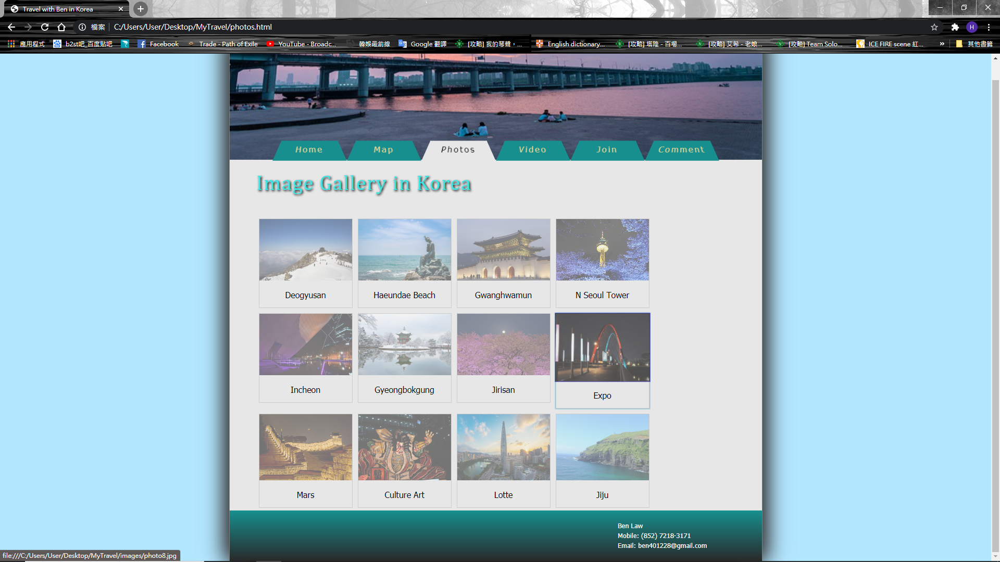 Travel with Ben in Korea
檔案 C:/Users/User/Desktop/MyTravel/photos.html
H
應用程式 b2st吧_百度貼吧 Facebook Trade - Path of Exile YouTube - Broadc... 韓娛最前線 Google 翻譯 [攻略] 我的琴聲，... English dictionary... [攻略] 塔隆 - 百場... [攻略] 艾希 - 老娘... [攻略] Team Solo... ICE FIRE scene 紅... » 其他書籤
Home Map Photos Video Join Comment
Image Gallery in Korea
Deogyusan Haeundae Beach Gwanghwamun N Seoul Tower
Incheon Gyeongbokgung Jirisan Expo
Mars Culture Art Lotte Jiju
Ben Law
Mobile: (852) 7218-3171
Email: ben401228@gmail.com
file:///C:/Users/User/Desktop/MyTravel/images/photo8.jpg